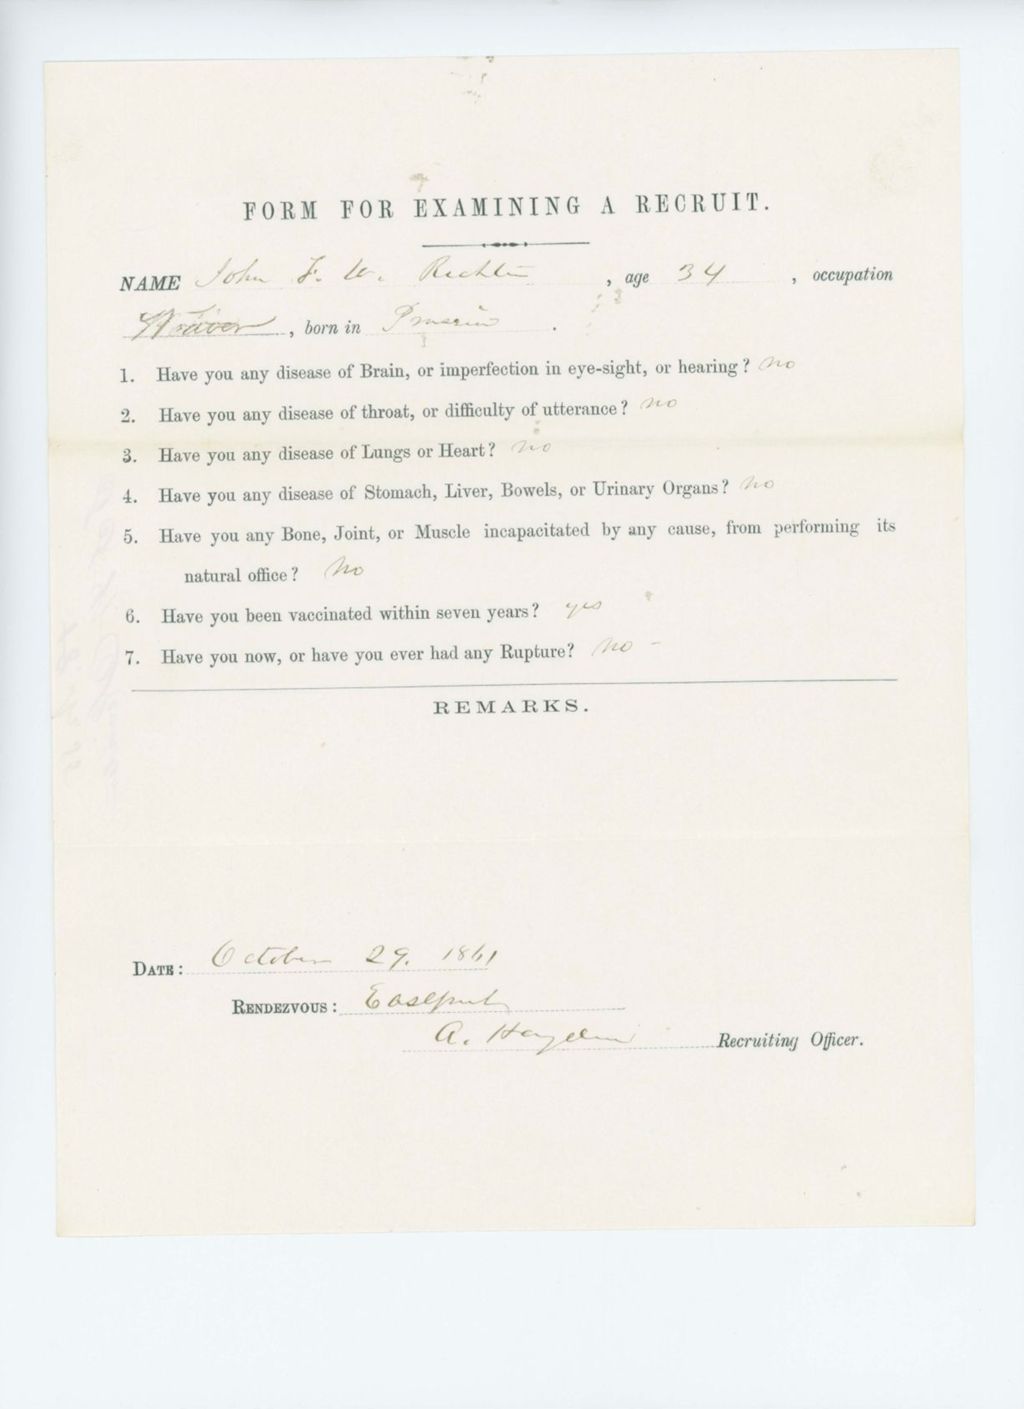 FORM FOR EXAMINING A RECRUIT.
NAME John F. W. Richter, age 34, occupation
Weaver, born in Prussia.
1. Have you any disease of Brain, or imperfection in eye-sight, or hearing? No
2. Have you any disease of throat, or difficulty of utterance? No
3. Have you any disease of Lungs or Heart? No
4. Have you any disease of Stomach, Liver, Bowels, or Urinary Organs? No
5. Have you any Bone, Joint, or Muscle incapacitated by any cause, from performing its
natural office? No
6. Have you been vaccinated within seven years? yes
7. Have you now, or have you ever had any Rupture? No -
REMARKS.
DATE: October 29. 1861
RENDEZVOUS: Eastport
A. Hayden Recruiting Officer.